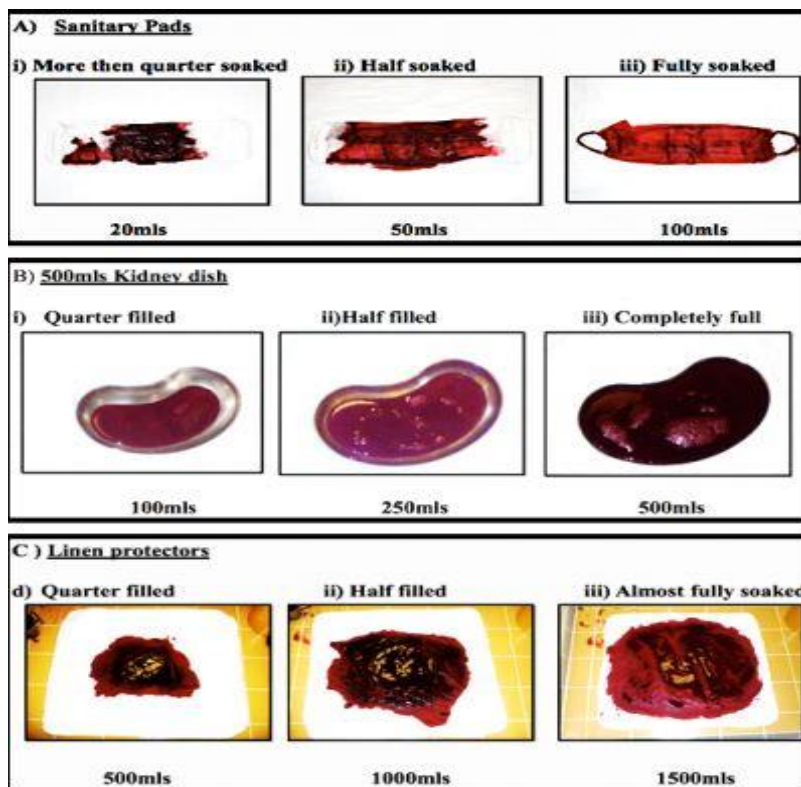 A) Sanitary Pads
i) More then quarter soaked ii) Half soaked iii) Fully soaked
20mls 50mls 100mls
B) 500mls Kidney dish
i) Quarter filled ii)Half filled iii) Completely full
100mls 250mls 500mls
C ) Linen protectors
d) Quarter filled ii) Half filled iii) Almost fully soaked
500mls 1000mls 1500mls